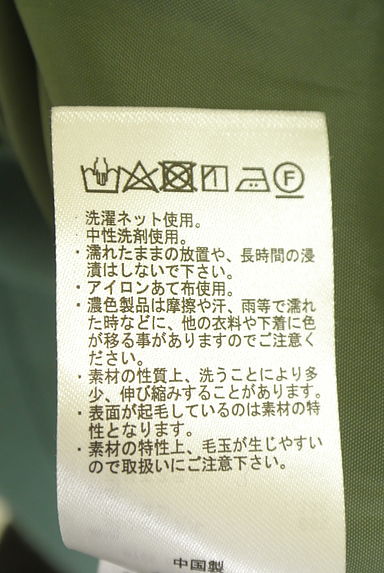 F
・洗濯ネット使用。
・中性洗剤使用。
・濡れたままの放置や、長時間の浸
漬はしないで下さい。
・アイロンあて布使用。
・濃色製品は摩擦や汗、雨等で濡れ
た時などに、他の衣料や下着に色
が移る事がありますのでご注意く
ださい。
・素材の性質上、洗うことにより多
少、伸び縮みすることがあります。
・表面が起毛しているのは素材の特
性となります。
・素材の特性上、毛玉が生じやすい
ので取扱いにご注意下さい。
中国製